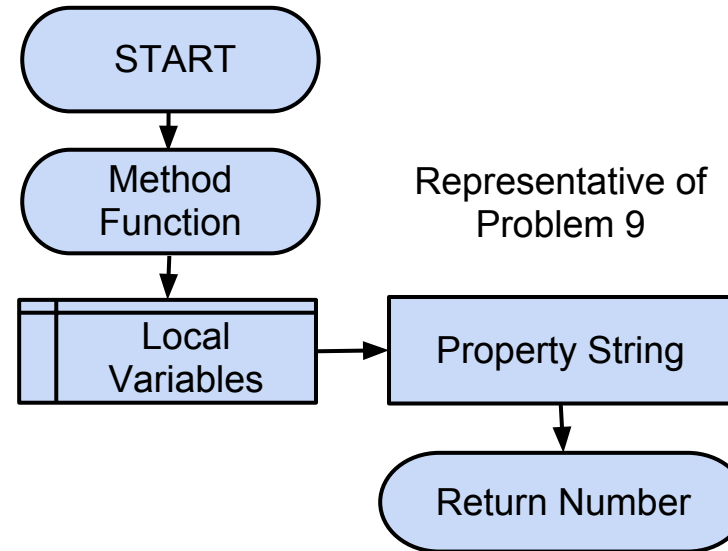 START
Method
Function
Representative of
Problem 9
Local
Variables
Property String
Return Number